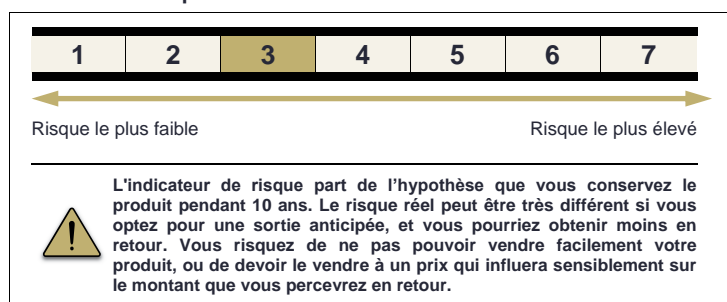 1 2 3 4 5 6 7
Risque le plus faible Risque le plus élevé
L'indicateur de risque part de l’hypothèse que vous conservez le
produit pendant 10 ans. Le risque réel peut être très différent si vous
optez pour une sortie anticipée, et vous pourriez obtenir moins en
retour. Vous risquez de ne pas pouvoir vendre facilement votre
produit, ou de devoir le vendre à un prix qui influera sensiblement sur
le montant que vous percevrez en retour.